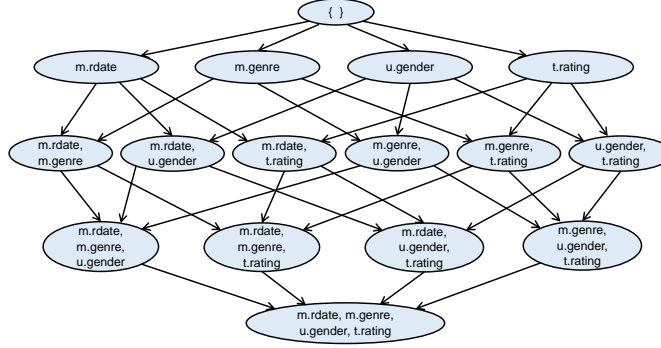 { }
m.rdate
m.genre
u.gender
t.rating
m.rdate,
m.genre
m.rdate,
u.gender
m.rdate,
t.rating
m.genre,
u.gender
m.genre,
t.rating
u.gender,
t.rating
m.rdate,
m.genre,
u.gender
m.rdate,
m.genre,
t.rating
m.rdate,
u.gender,
t.rating
m.genre,
u.gender,
t.rating
m.rdate, m.genre,
u.gender, t.rating